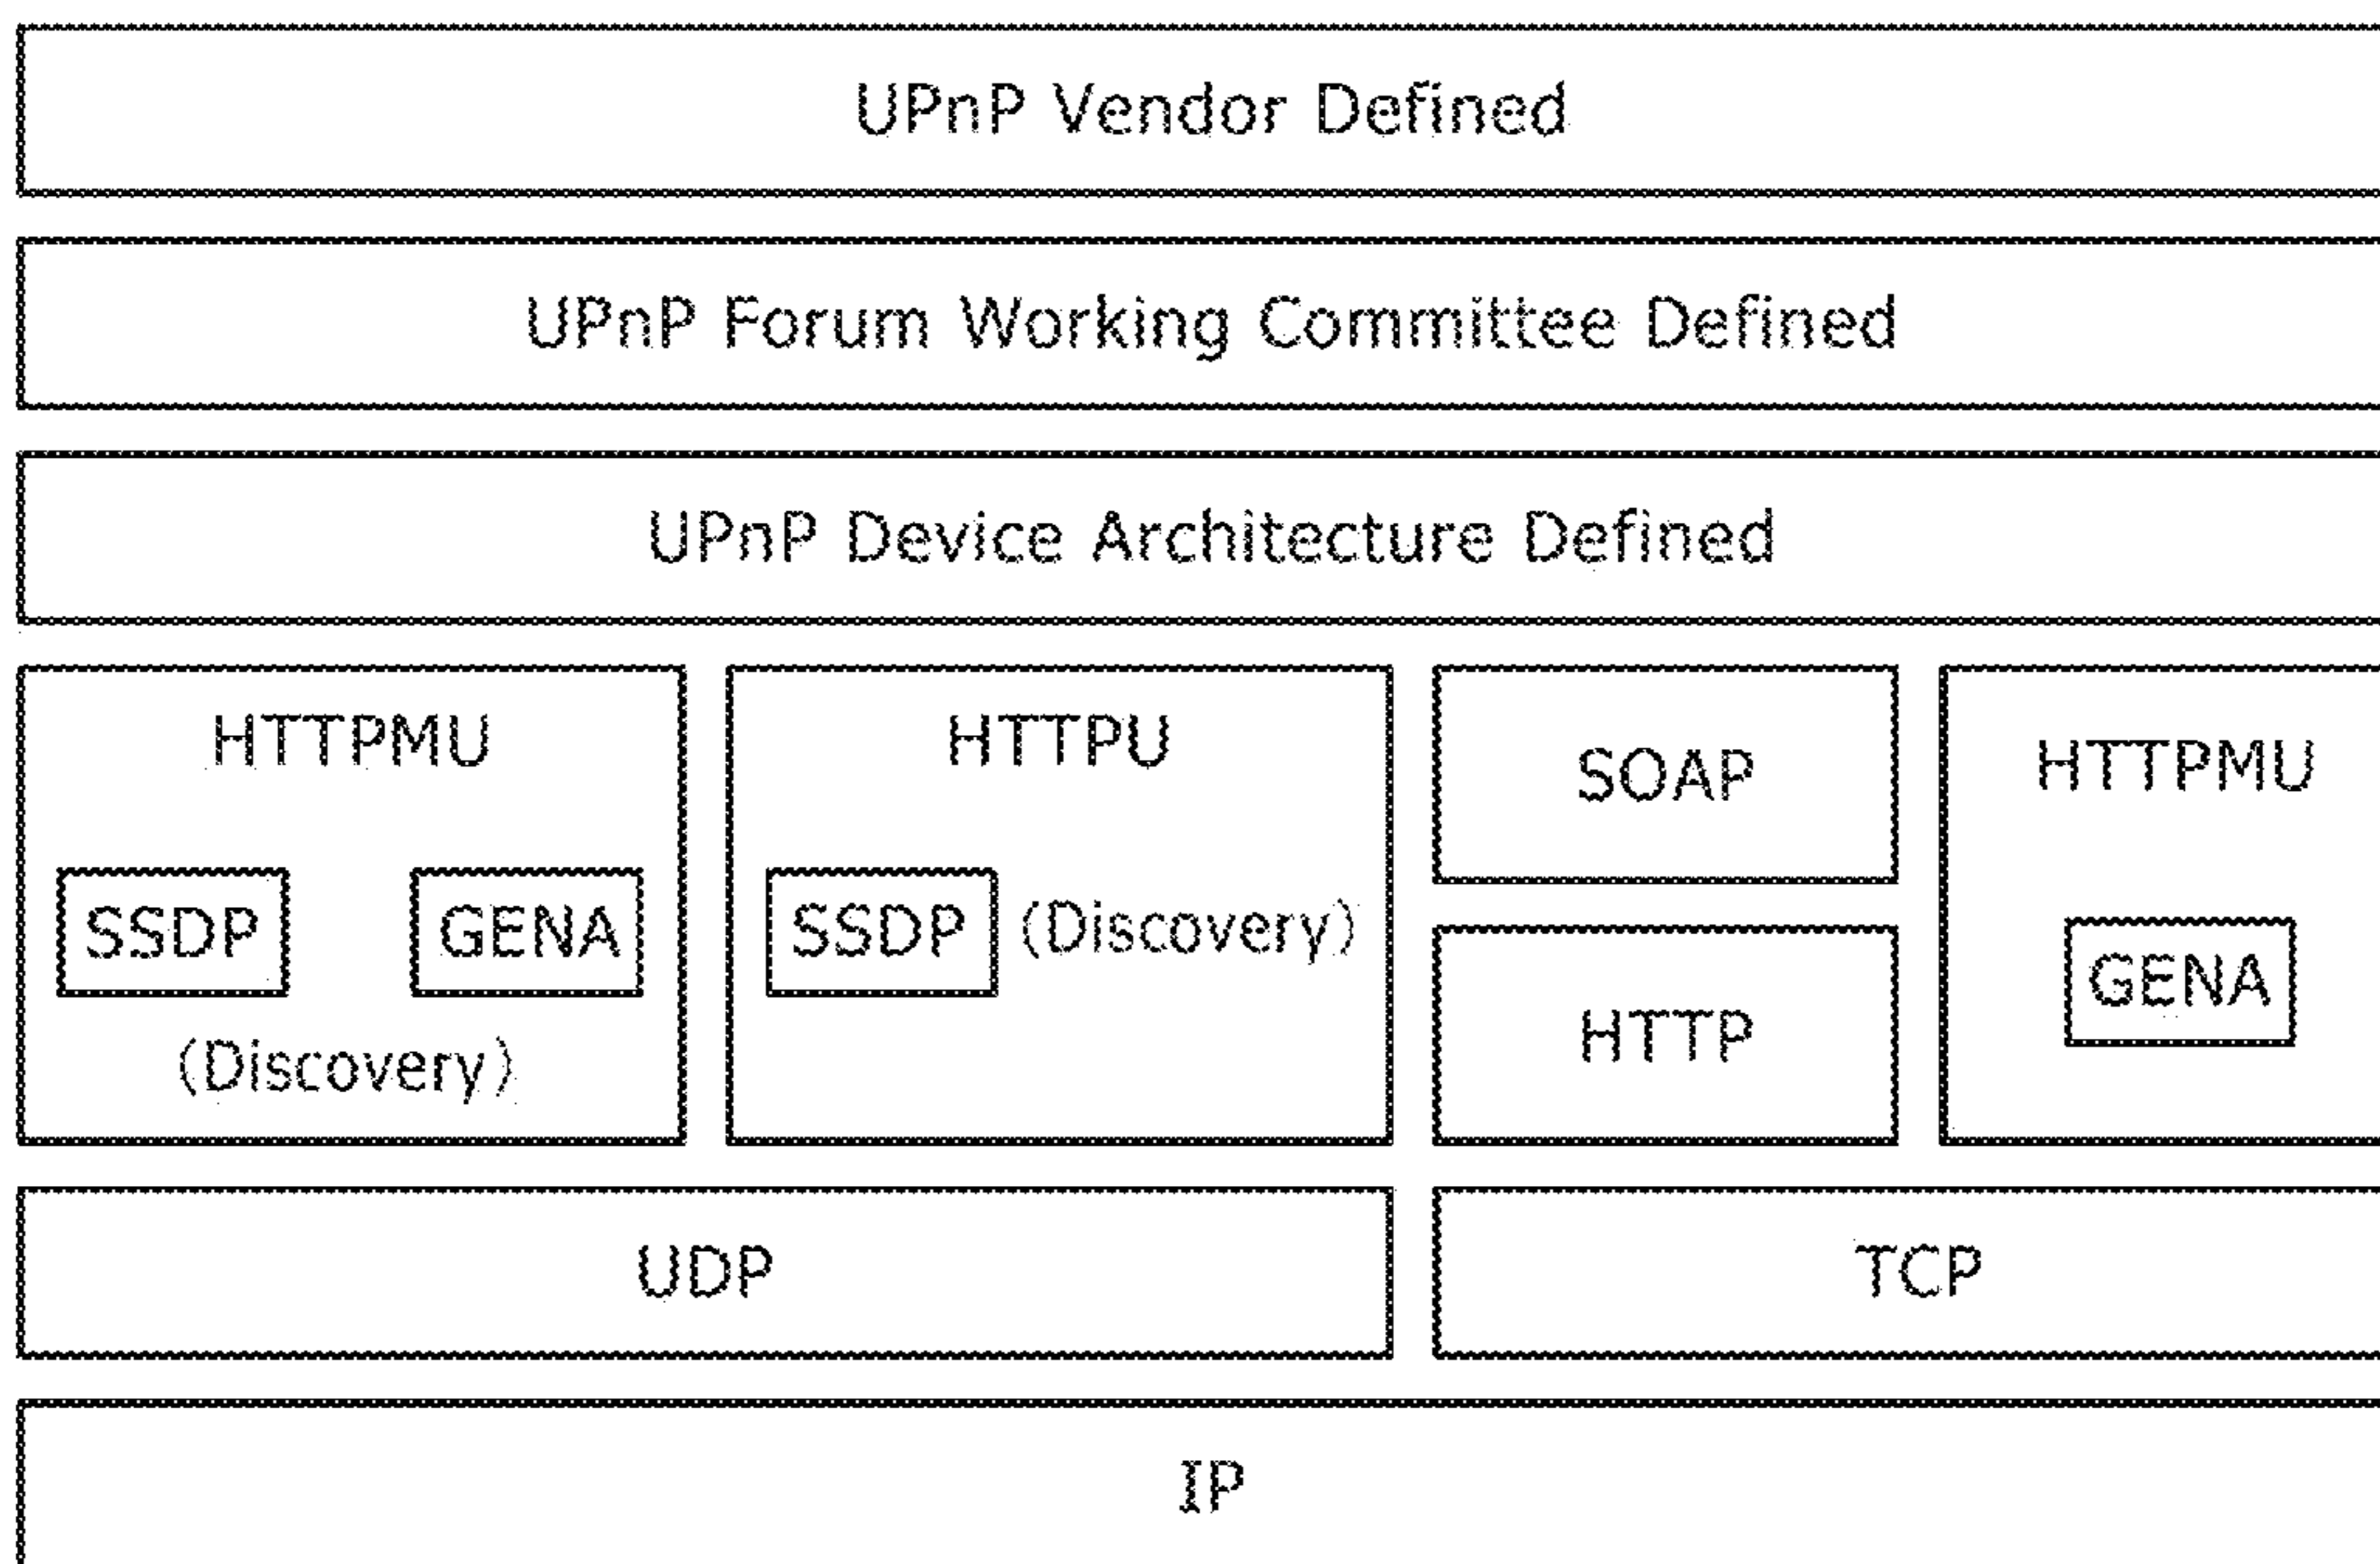 UPnP Vendor Defined
UPnP Forum Working Committee Defined
UPnP Device Architecture Defined
HTTPMU
SSDP GENA
(Discovery)
HTTPU
SSDP (Discovery)
SOAP
HTTP
HTTPMU
GENA
UDP
TCP
IP